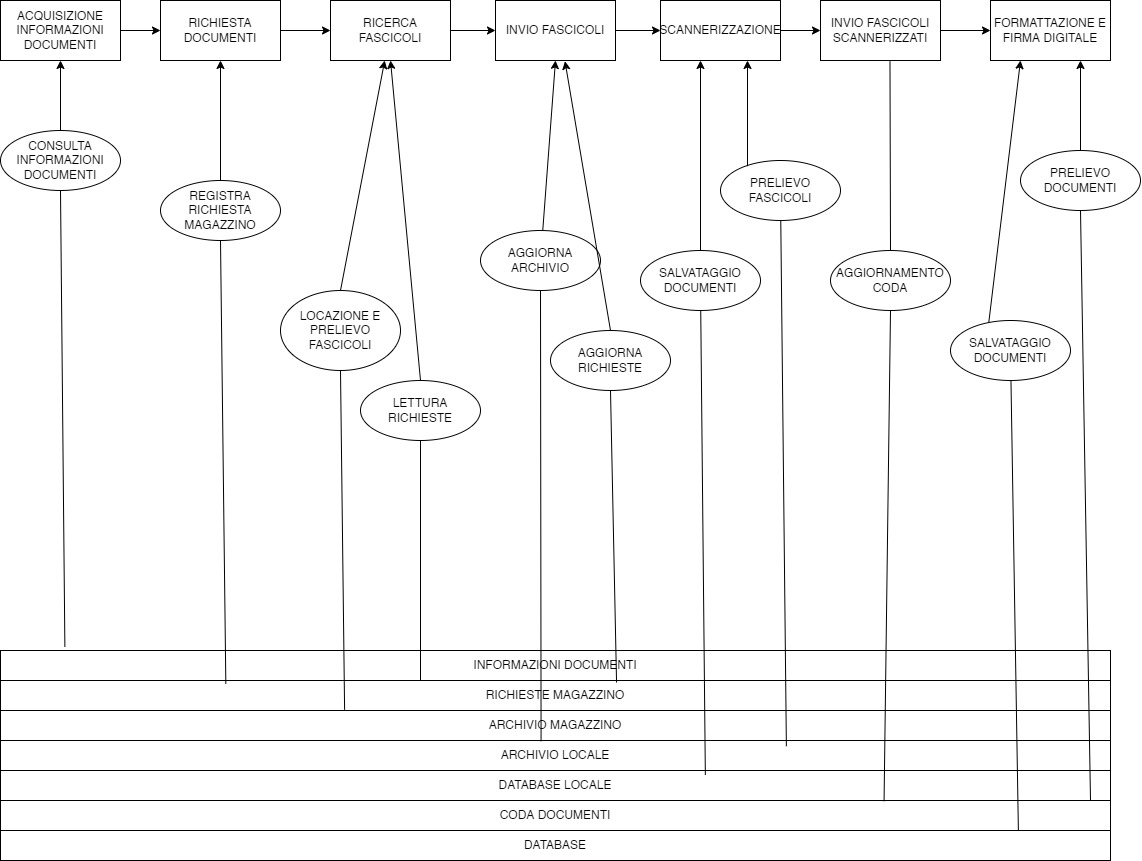 ACQUISIZIONE
INFORMAZIONI
DOCUMENTI
RICHIESTA
DOCUMENTI
RICERCA
FASCICOLI
INVIO FASCICOLI
SCANNERIZZAZIONE
INVIO FASCICOLI
SCANNERIZZATI
FORMATTAZIONE E
FIRMA DIGITALE
CONSULTA
INFORMAZIONI
DOCUMENTI
REGISTRA
RICHIESTA
MAGAZZINO
LOCAZIONE E
PRELIEVO
FASCICOLI
LETTURA
RICHIESTE
AGGIORNA
ARCHIVIO
AGGIORNA
RICHIESTE
SALVATAGGIO
DOCUMENTI
PRELIEVO
FASCICOLI
AGGIORNAMENTO
CODA
SALVATAGGIO
DOCUMENTI
PRELIEVO
DOCUMENTI
INFORMAZIONI DOCUMENTI
RICHIESTE MAGAZZINO
ARCHIVIO MAGAZZINO
ARCHIVIO LOCALE
DATABASE LOCALE
CODA DOCUMENTI
DATABASE